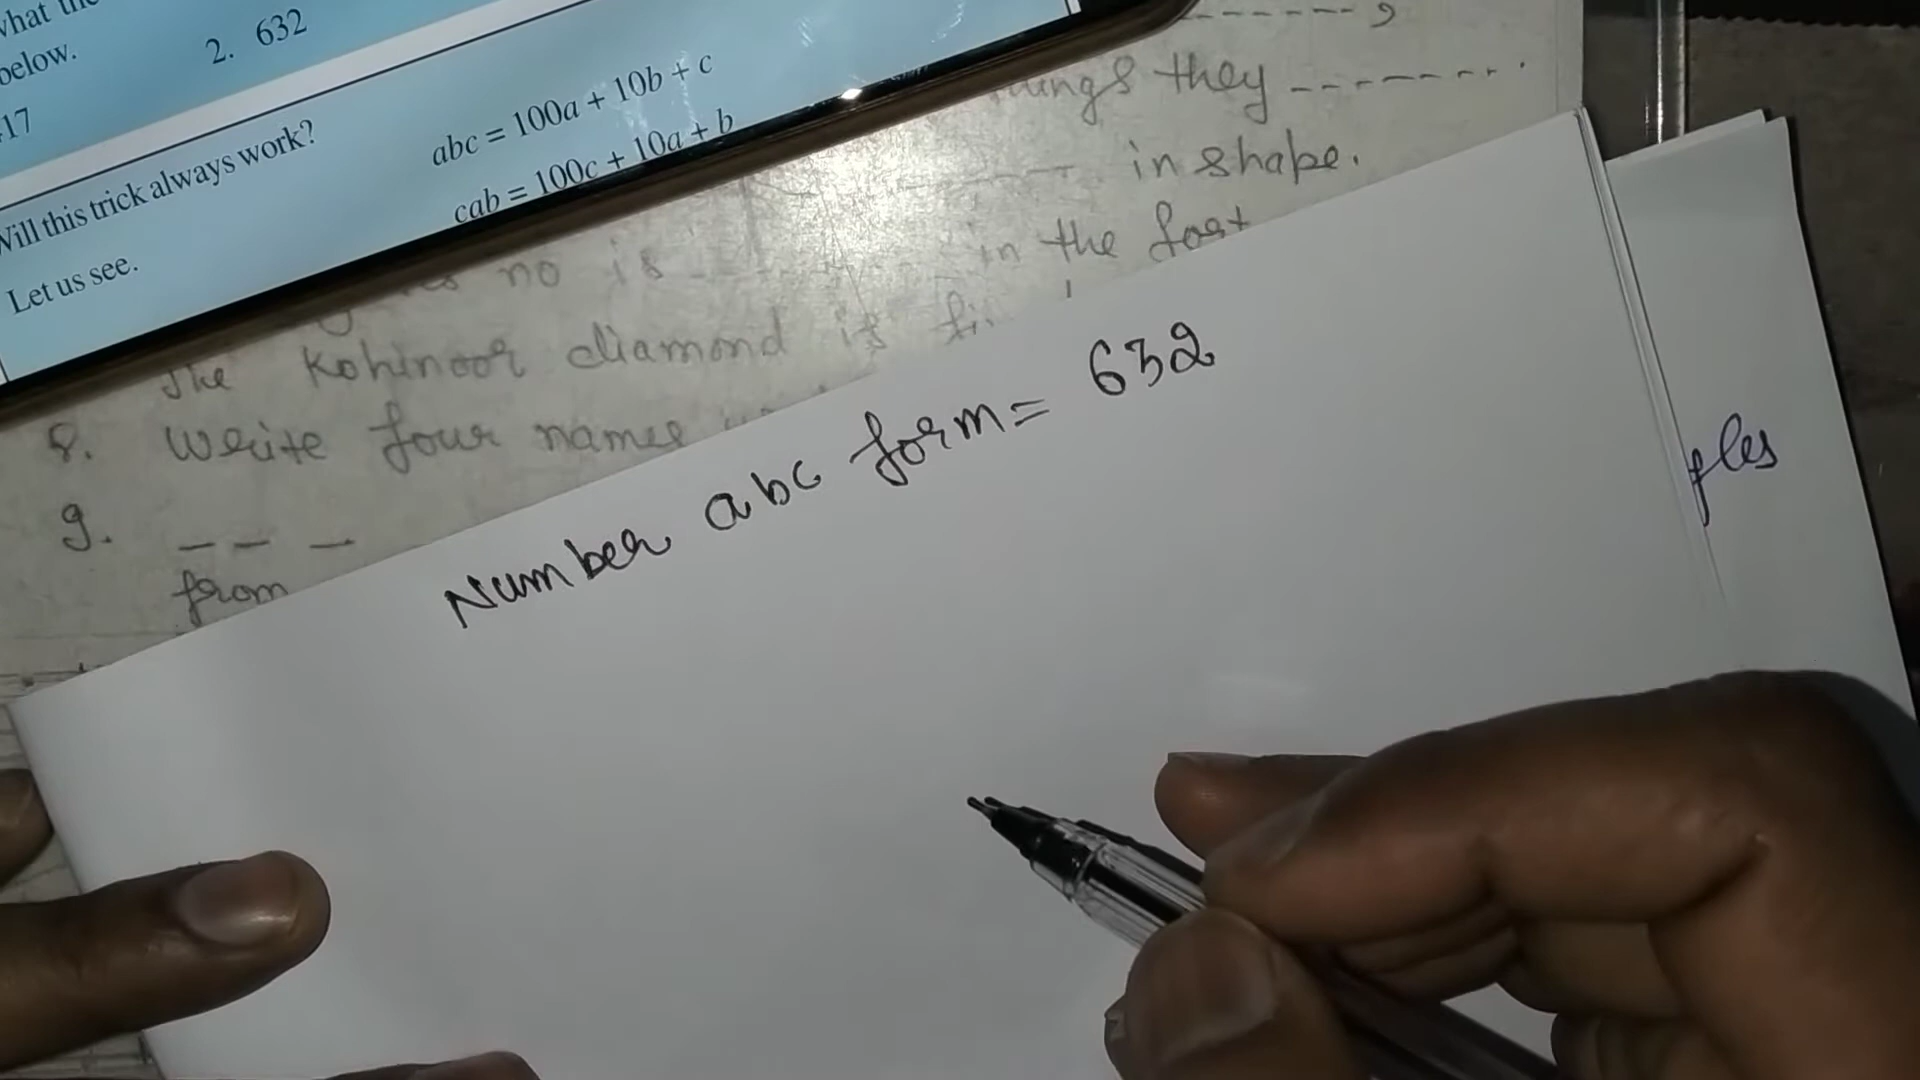 what the
below.
2. 632
17
Will this trick always work?
abc = 100a + 10b + c
Let us see.
cab = 100c + 10a + b
they --------.
in shape.
no is in the
The Kohinoor diamond is
8. Write four names
9. -- -- --
from
Number abc form = 632
gles